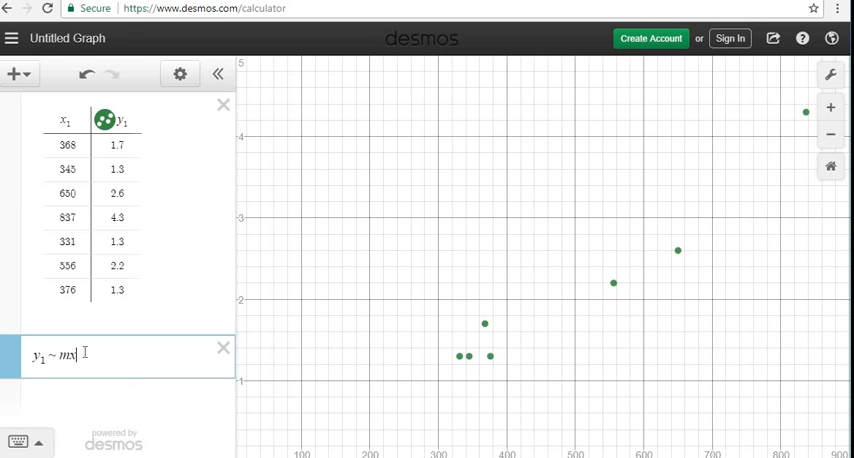 Secure https://www.desmos.com/calculator
Untitled Graph desmos Create Account or Sign In
x1 y1
368 1.7
345 1.3
650 2.6
837 4.3
331 1.3
556 2.2
376 1.3
y1 ~ mx
powered by
desmos
5
4
3
2
1
100 200 300 400 500 600 700 800 900